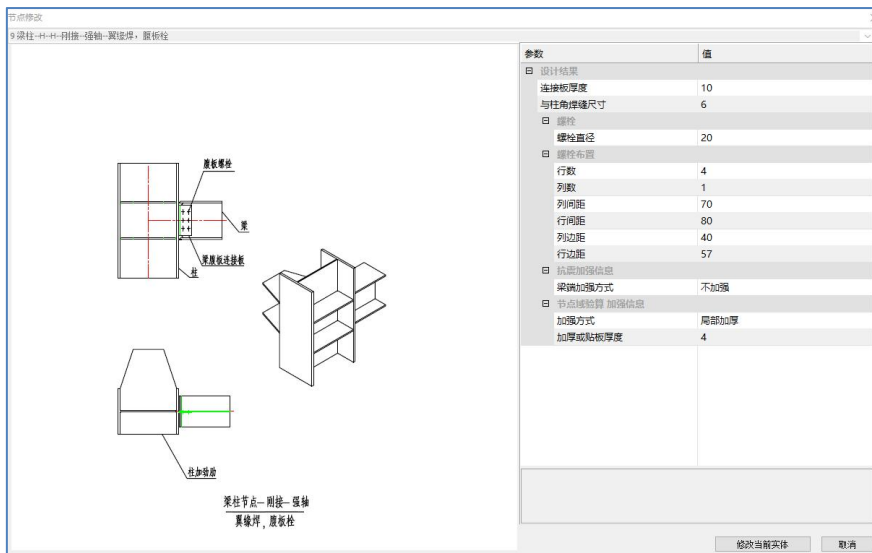 节点修改
9 梁柱--H-H--刚接--强轴--翼缘焊，腹板栓
参数 值
设计结果
连接板厚度 10
与柱角焊缝尺寸 6
螺栓
螺栓直径 20
螺栓布置
行数 4
列数 1
列间距 70
行间距 80
列边距 40
行边距 57
抗震加强信息
梁端加强方式 不加强
节点域验算 加强信息
加强方式 局部加厚
加厚或贴板厚度 4
腹板螺栓
梁
梁腹板连接板
柱
柱加劲肋
梁柱节点—刚接—强轴
翼缘焊，腹板栓
修改当前实体 取消